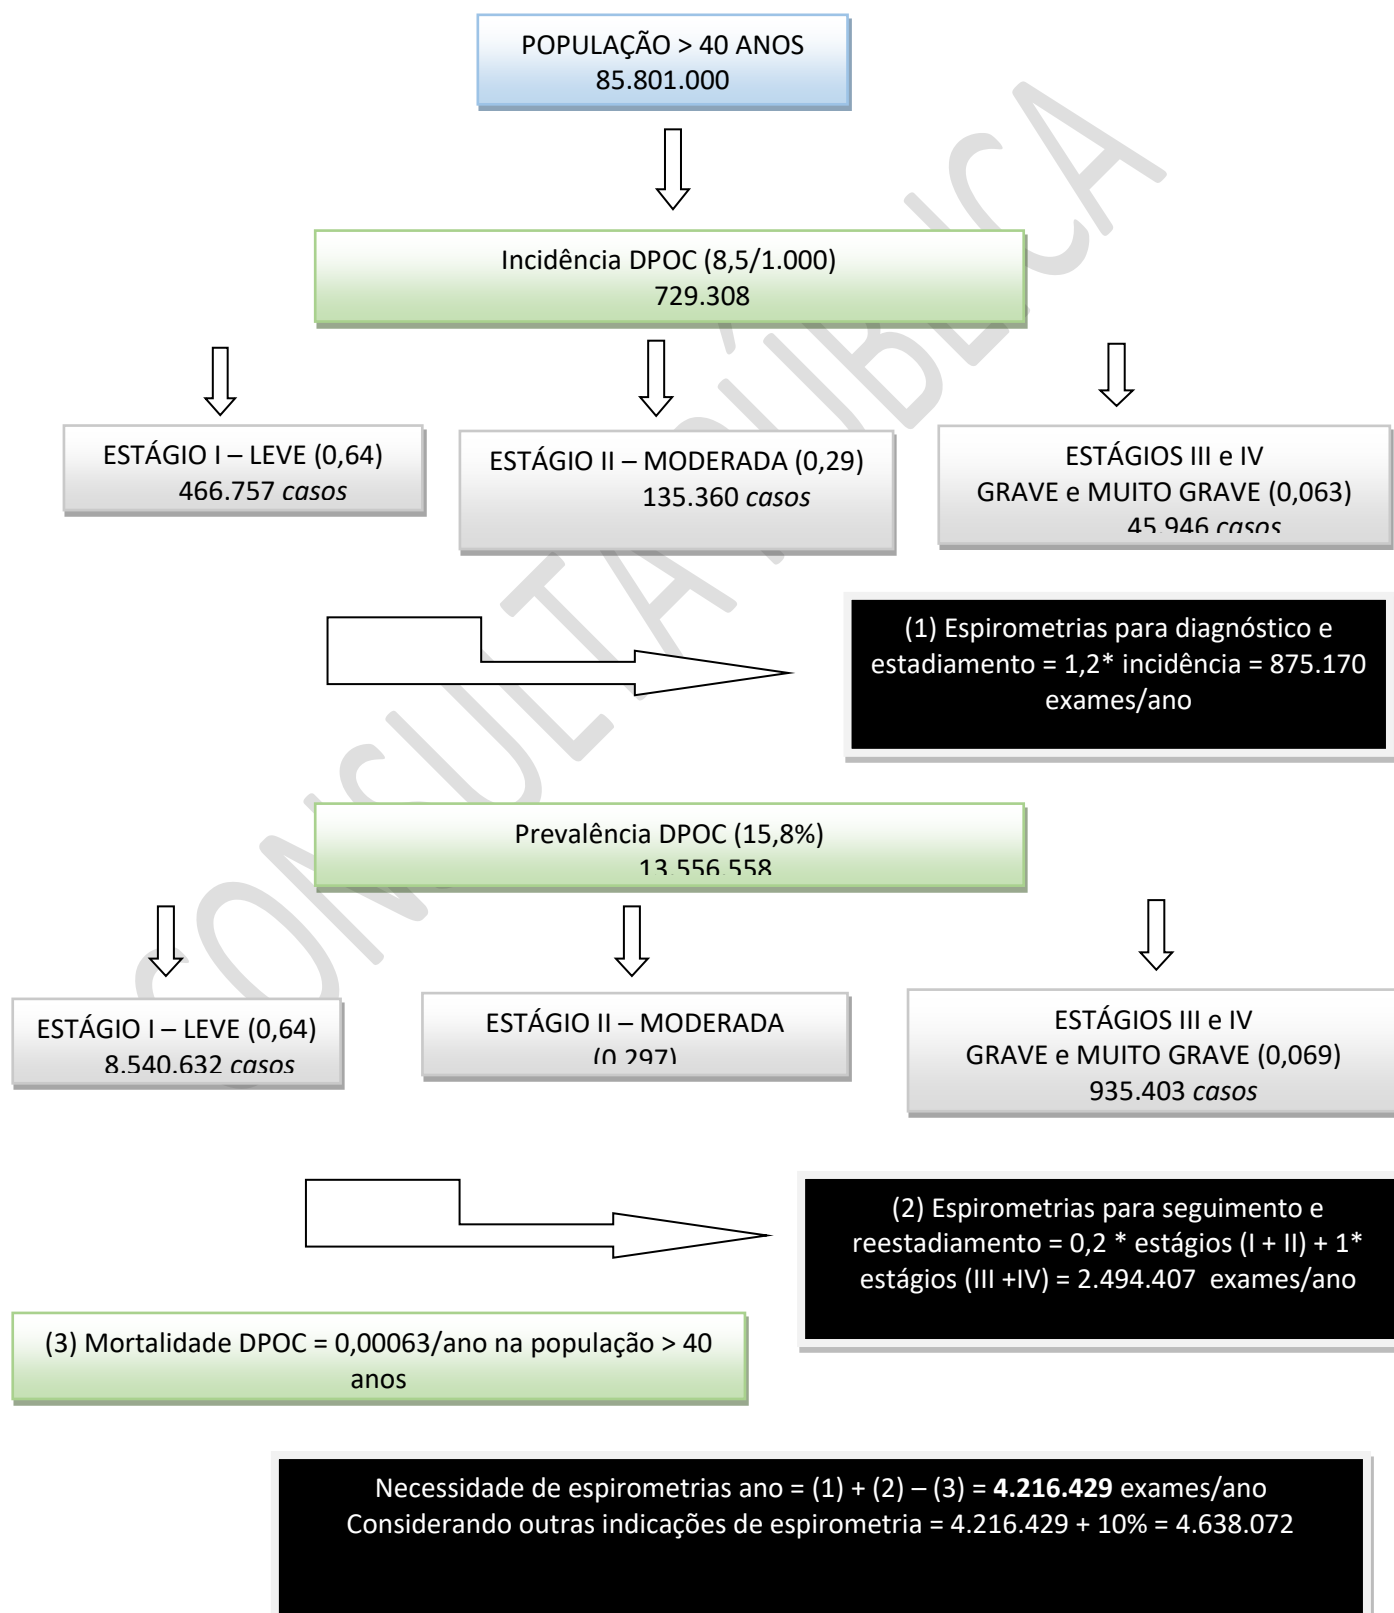 POPULAÇÃO > 40 ANOS
85.801.000
Incidência DPOC (8,5/1.000)
729.308
ESTÁGIO I – LEVE (0,64)
466.757 casos
ESTÁGIO II – MODERADA (0,29)
135.360 casos
ESTÁGIOS III e IV
GRAVE e MUITO GRAVE (0,063)
45.946 casos
(1) Espirometrias para diagnóstico e
estadiamento = 1,2* incidência = 875.170
exames/ano
Prevalência DPOC (15,8%)
13.556.558
ESTÁGIO I – LEVE (0,64)
8.540.632 casos
ESTÁGIO II – MODERADA
(0,297)
ESTÁGIOS III e IV
GRAVE e MUITO GRAVE (0,069)
935.403 casos
(2) Espirometrias para seguimento e
reestadiamento = 0,2 * estágios (I + II) + 1*
estágios (III +IV) = 2.494.407 exames/ano
(3) Mortalidade DPOC = 0,00063/ano na população > 40
anos
Necessidade de espirometrias ano = (1) + (2) – (3) = 4.216.429 exames/ano
Considerando outras indicações de espirometria = 4.216.429 + 10% = 4.638.072
CONSULTA PÚBLICA